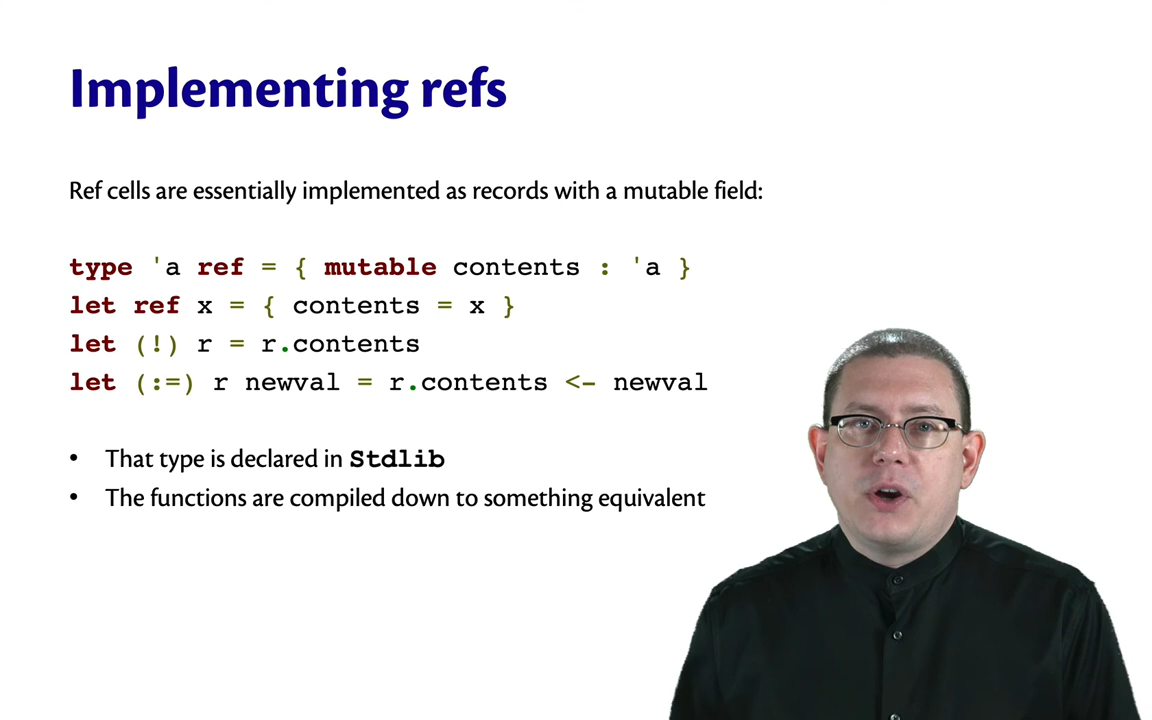 Implementing refs
Ref cells are essentially implemented as records with a mutable field:
type 'a ref = { mutable contents : 'a }
let ref x = { contents = x }
let (!) r = r.contents
let (:=) r newval = r.contents <- newval
• That type is declared in Stdlib
• The functions are compiled down to something equivalent